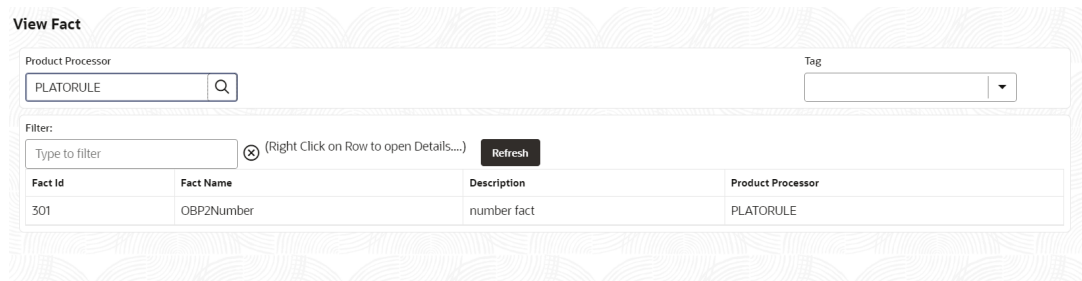 View Fact
Product Processor Tag
PLATORULE
Filter:
Type to filter (Right Click on Row to open Details....) Refresh
Fact Id Fact Name Description Product Processor
301 OBP2Number number fact PLATORULE